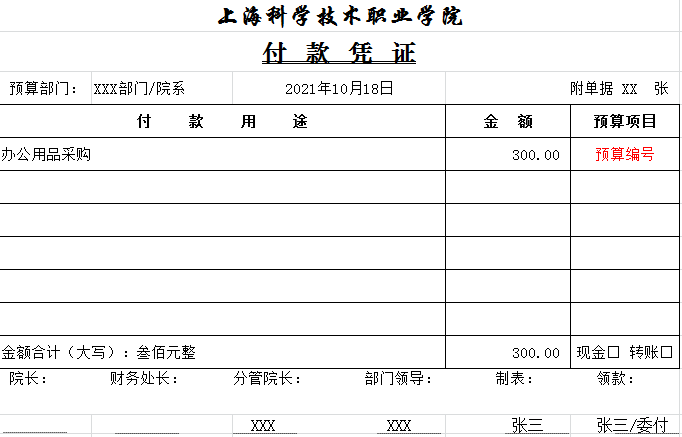 上海科学技术职业学院
付 款 凭 证
预算部门: XXX部门/院系 2021年10月18日 附单据 XX 张
付 款 用 途 金 额 预算项目
办公用品采购 300.00 预算编号
金额合计（大写）: 叁佰元整 300.00 现金□ 转账□
院长: 财务处长: 分管院长: 部门领导: 制表: 领款:
XXX XXX 张三 张三/委付